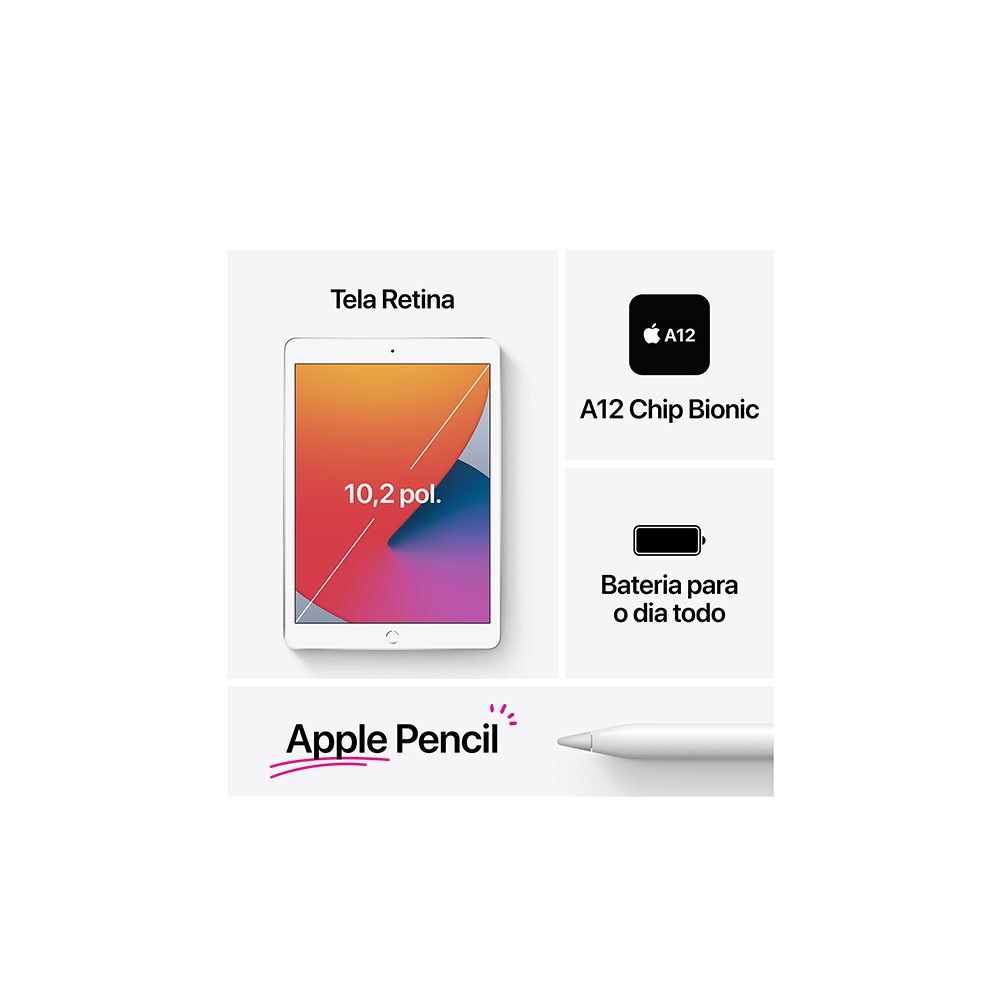 Tela Retina
10,2 pol.
A12
A12 Chip Bionic
Bateria para
o dia todo
Apple Pencil